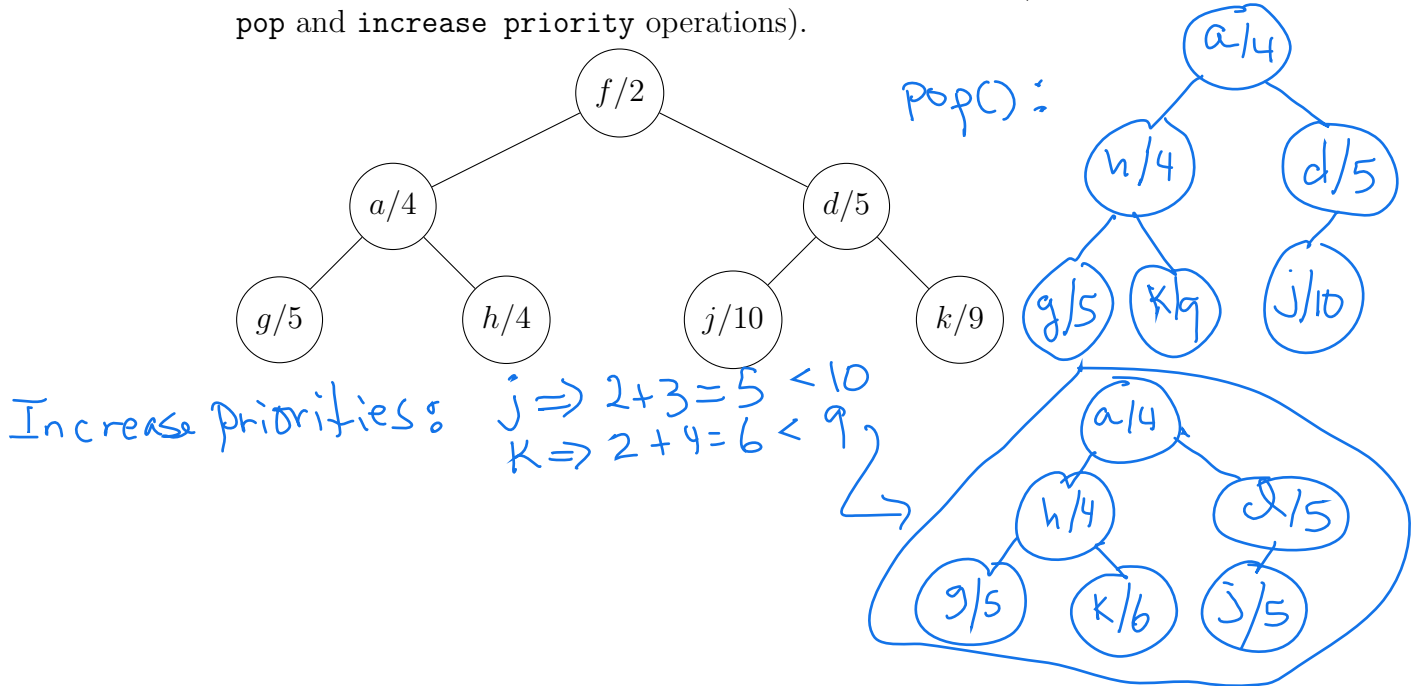 pop and increase priority operations).
f/2
a/4 d/5
g/5 h/4 j/10 k/9
pop() :
a/4
h/4 d/5
g/5 k/9 j/10
Increase priorities: j ⇒ 2+3=5 < 10
k ⇒ 2+4=6 < 9
a/4
h/4 d/5
g/5 k/6 j/5